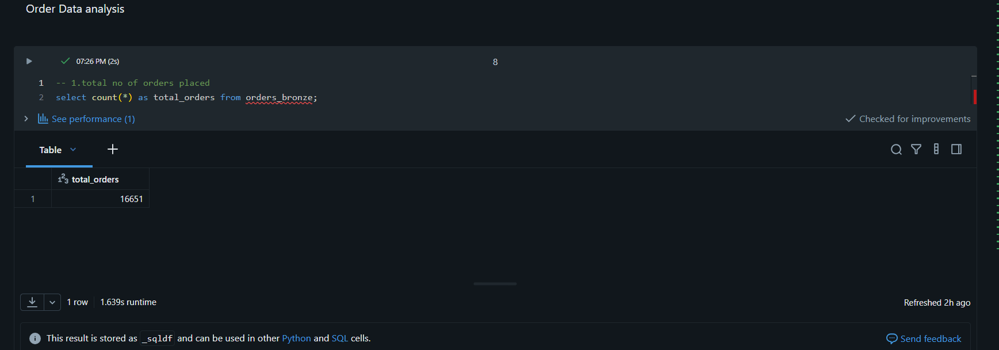 Order Data analysis
07:26 PM (2s)
8
1 -- 1.total no of orders placed
2 select count(*) as total_orders from orders_bronze;
See performance (1)
Checked for improvements
Table
123 total_orders
1 16651
1 row
1.639s runtime
Refreshed 2h ago
This result is stored as _sqldf and can be used in other Python and SQL cells.
Send feedback